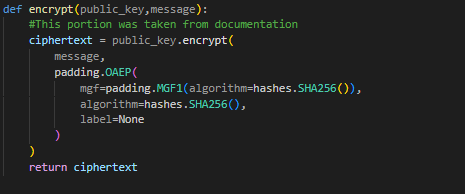 def encrypt(public_key,message):
    #This portion was taken from documentation
    ciphertext = public_key.encrypt(
        message,
        padding.OAEP(
            mgf=padding.MGF1(algorithm=hashes.SHA256()),
            algorithm=hashes.SHA256(),
            label=None
        )
    )
    return ciphertext